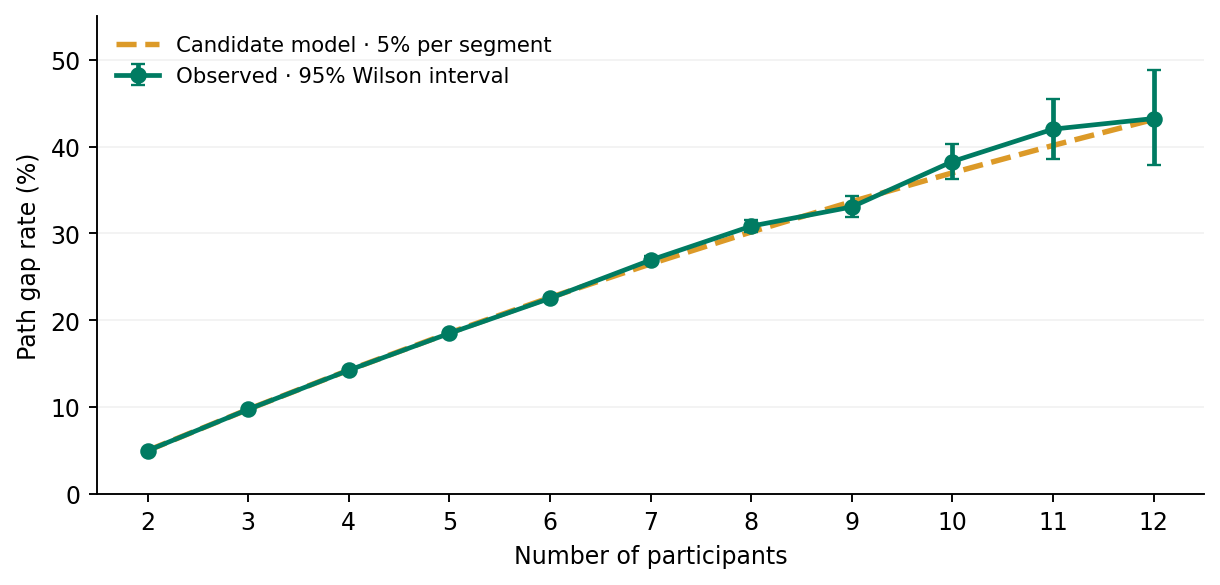 Candidate model · 5% per segment
Observed · 95% Wilson interval
Path gap rate (%)
50
40
30
20
10
0
2 3 4 5 6 7 8 9 10 11 12
Number of participants